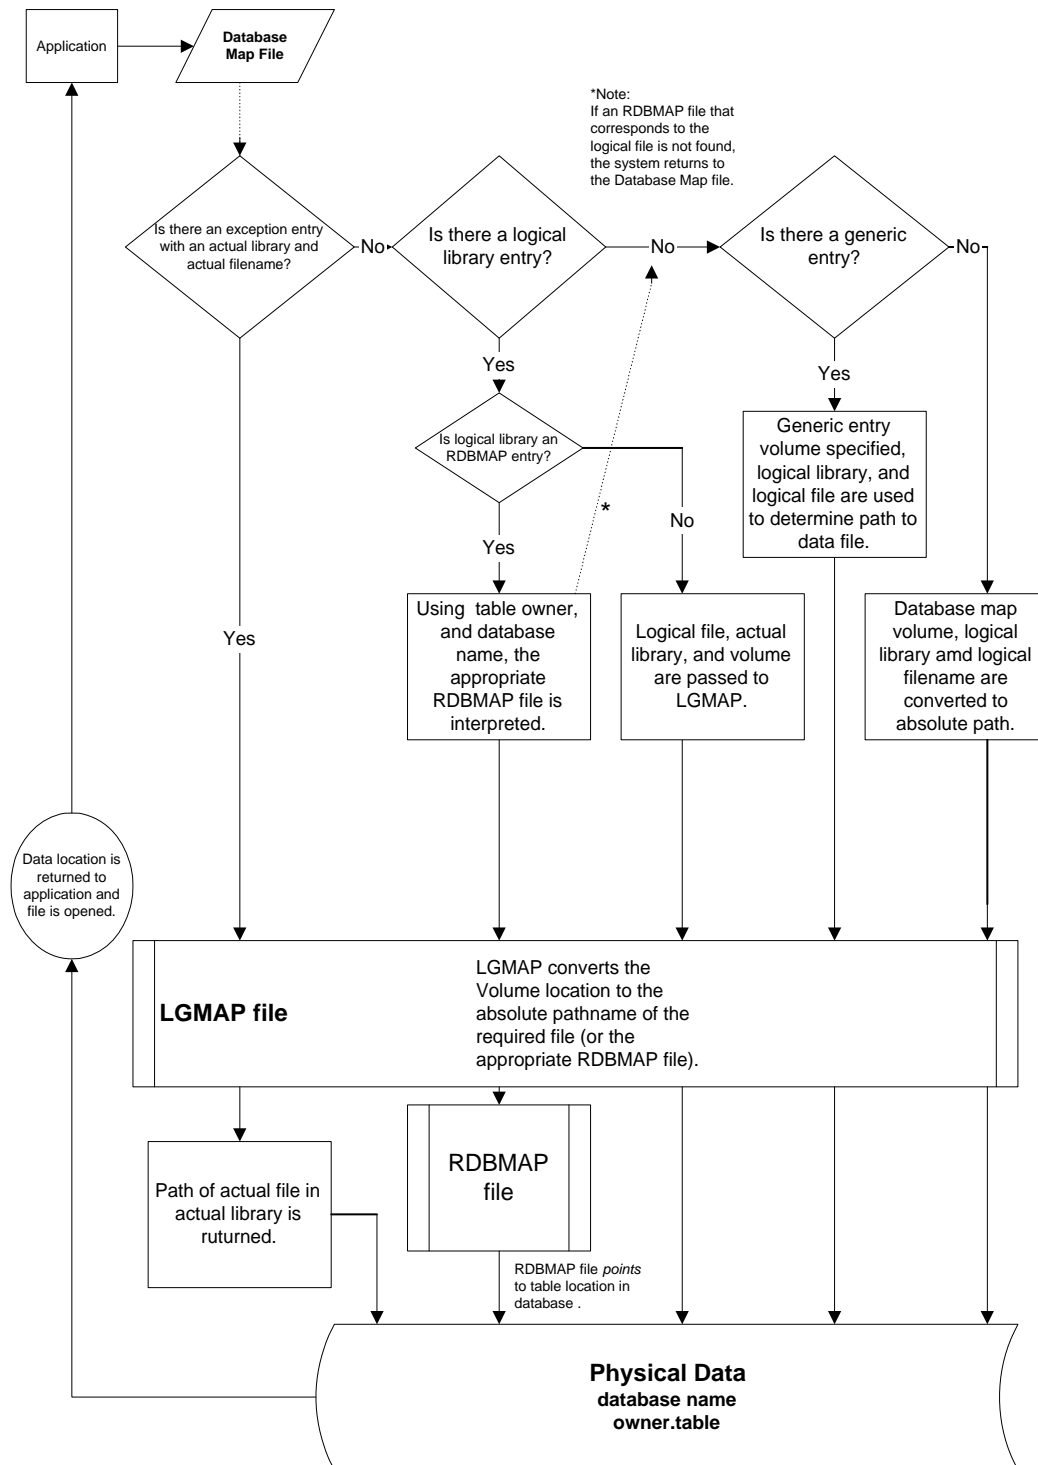 Application
Database
Map File
*Note:
If an RDBMAP file that
corresponds to the
logical file is not found,
the system returns to
the Database Map file.
Is there an exception entry
with an actual library and
actual filename?
No
Is there a logical
library entry?
No
Is there a generic
entry?
No
Yes
Yes
Is logical library an
RDBMAP entry?
Generic entry
volume specified,
logical library, and
logical file are used
to determine path to
data file.
*
No
Yes
Yes
Using table owner,
and database
name, the
appropriate
RDBMAP file is
interpreted.
Logical file, actual
library, and volume
are passed to
LGMAP.
Database map
volume, logical
library amd logical
filename are
converted to
absolute path.
Data location is
returned to
application and
file is opened.
LGMAP file
LGMAP converts the
Volume location to the
absolute pathname of the
required file (or the
appropriate RDBMAP file).
Path of actual file in
actual library is
ruturned.
RDBMAP
file
RDBMAP file points
to table location in
database .
Physical Data
database name
owner.table